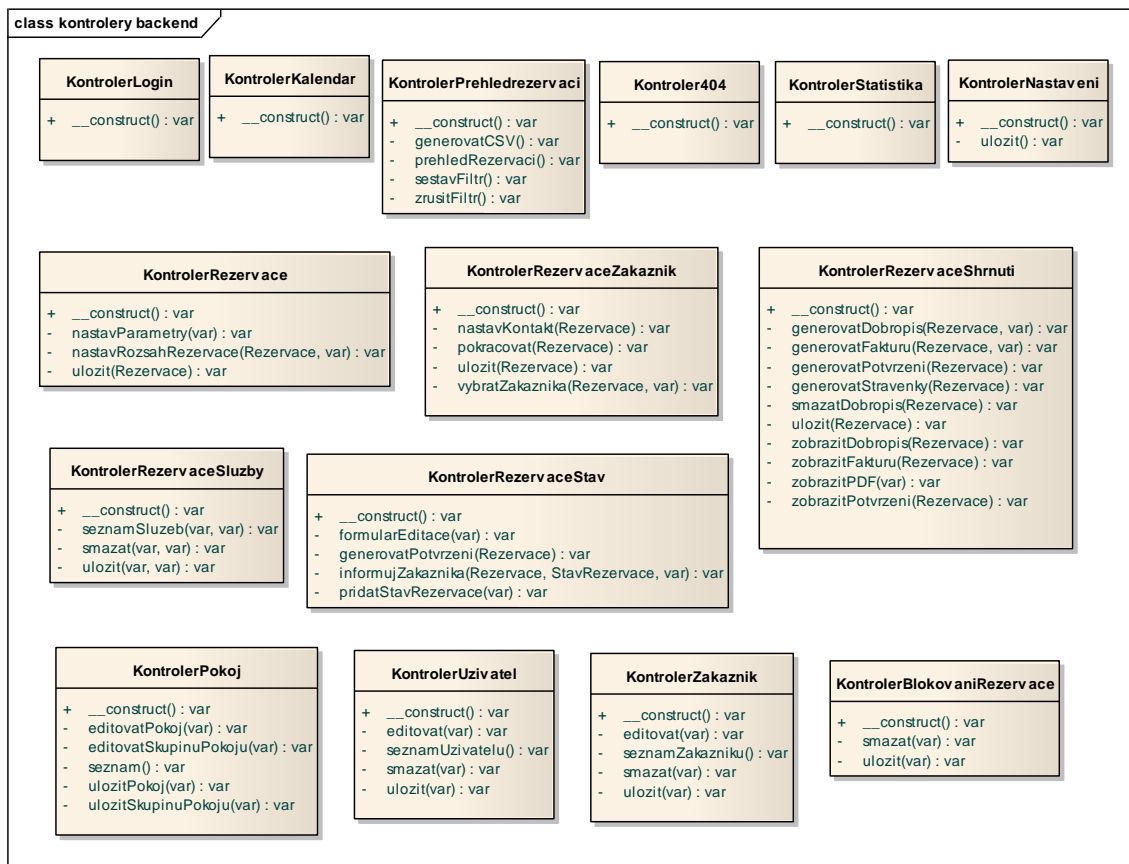 class kontrolery backend
KontrolerLogin
+ __construct() : var
KontrolerKalendar
+ __construct() : var
KontrolerPrehledrezervaci
+ __construct() : var
- generovatCSV() : var
- prehledRezervaci() : var
- sestavFiltr() : var
- zrusitFiltr() : var
Kontroler404
+ __construct() : var
KontrolerStatistika
+ __construct() : var
KontrolerNastaveni
+ __construct() : var
- ulozit() : var
KontrolerRezervace
+ __construct() : var
- nastavParametry(var) : var
- nastavRozsahRezervace(Rezervace, var) : var
- ulozit(Rezervace) : var
KontrolerRezervaceZakaznik
+ __construct() : var
- nastavKontakt(Rezervace) : var
- pokracovat(Rezervace) : var
- ulozit(Rezervace) : var
- vybratZakaznika(Rezervace, var) : var
KontrolerRezervaceShrnuti
+ __construct() : var
- generovatDobropis(Rezervace, var) : var
- generovatFakturu(Rezervace, var) : var
- generovatPotvrzeni(Rezervace) : var
- generovatStravenky(Rezervace) : var
- smazatDobropis(Rezervace) : var
- ulozit(Rezervace) : var
- zobrazitDobropis(Rezervace) : var
- zobrazitFakturu(Rezervace) : var
- zobrazitPDF(var) : var
- zobrazitPotvrzeni(Rezervace) : var
KontrolerRezervaceSluzby
+ __construct() : var
- seznamSluzeb(var, var) : var
- smazat(var, var) : var
- ulozit(var, var) : var
KontrolerRezervaceStav
+ __construct() : var
- formularEditace(var) : var
- generovatPotvrzeni(Rezervace) : var
- informujZakaznika(Rezervace, StavRezervace, var) : var
- pridatStavRezervace(var) : var
KontrolerPokoj
+ __construct() : var
- editovatPokoj(var) : var
- editovatSkupinuPokoju(var) : var
- seznam() : var
- ulozitPokoj(var) : var
- ulozitSkupinuPokoju(var) : var
KontrolerUzivatel
+ __construct() : var
- editovat(var) : var
- seznamUzivatelu() : var
- smazat(var) : var
- ulozit(var) : var
KontrolerZakaznik
+ __construct() : var
- editovat(var) : var
- seznamZakazniku() : var
- smazat(var) : var
- ulozit(var) : var
KontrolerBlokovaniRezervace
+ __construct() : var
- smazat(var) : var
- ulozit(var) : var